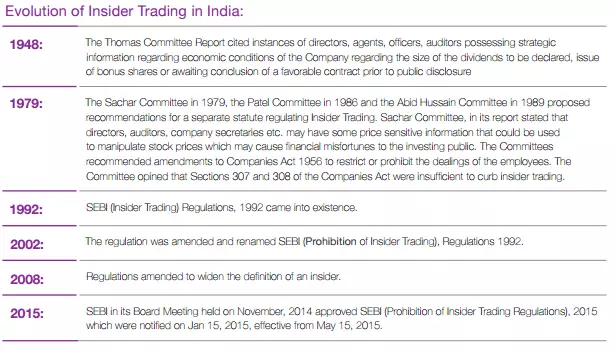 Evolution of Insider Trading in India:
1948:
The Thomas Committee Report cited instances of directors, agents, officers, auditors possessing strategic
information regarding economic conditions of the Company regarding the size of the dividends to be declared, issue
of bonus shares or awaiting conclusion of a favorable contract prior to public disclosure
1979:
The Sachar Committee in 1979, the Patel Committee in 1986 and the Abid Hussain Committee in 1989 proposed
recommendations for a separate statute regulating Insider Trading. Sachar Committee, in its report stated that
directors, auditors, company secretaries etc. may have some price sensitive information that could be used
to manipulate stock prices which may cause financial misfortunes to the investing public. The Committees
recommended amendments to Companies Act 1956 to restrict or prohibit the dealings of the employees. The
Committee opined that Sections 307 and 308 of the Companies Act were insufficient to curb insider trading.
1992:
SEBI (Insider Trading) Regulations, 1992 came into existence.
2002:
The regulation was amended and renamed SEBI (Prohibition of Insider Trading), Regulations 1992.
2008:
Regulations amended to widen the definition of an insider.
2015:
SEBI in its Board Meeting held on November, 2014 approved SEBI (Prohibition of Insider Trading Regulations), 2015
which were notified on Jan 15, 2015, effective from May 15, 2015.